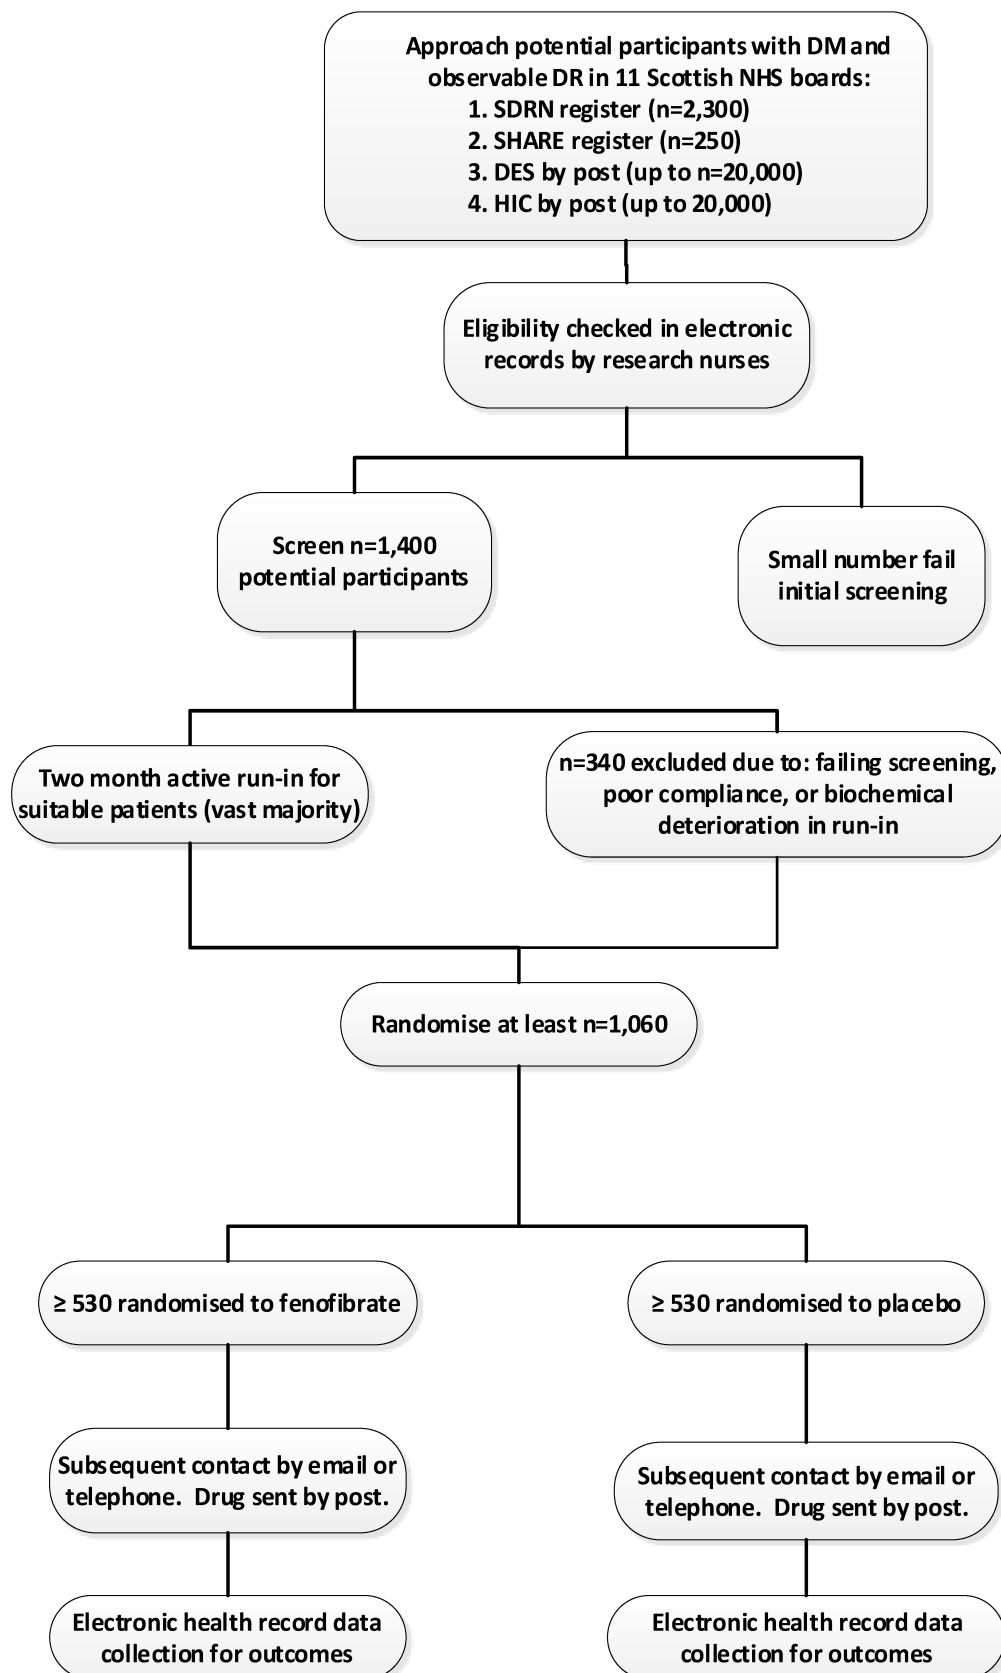 Approach potential participants with DM and
observable DR in 11 Scottish NHS boards:
1. SDRN register (n=2,300)
2. SHARE register (n=250)
3. DES by post (up to n=20,000)
4. HIC by post (up to 20,000)
Eligibility checked in electronic
records by research nurses
Screen n=1,400
potential participants
Small number fail
initial screening
Two month active run-in for
suitable patients (vast majority)
n=340 excluded due to: failing screening,
poor compliance, or biochemical
deterioration in run-in
Randomise at least n=1,060
≥ 530 randomised to fenofibrate
≥ 530 randomised to placebo
Subsequent contact by email or
telephone.  Drug sent by post.
Subsequent contact by email or
telephone.  Drug sent by post.
Electronic health record data
collection for outcomes
Electronic health record data
collection for outcomes